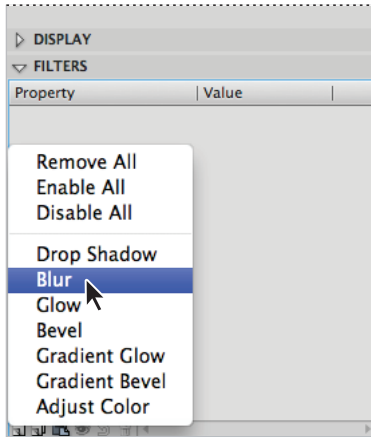 DISPLAY
FILTERS
Property | Value |
Remove All
Enable All
Disable All
Drop Shadow
Blur
Glow
Bevel
Gradient Glow
Gradient Bevel
Adjust Color